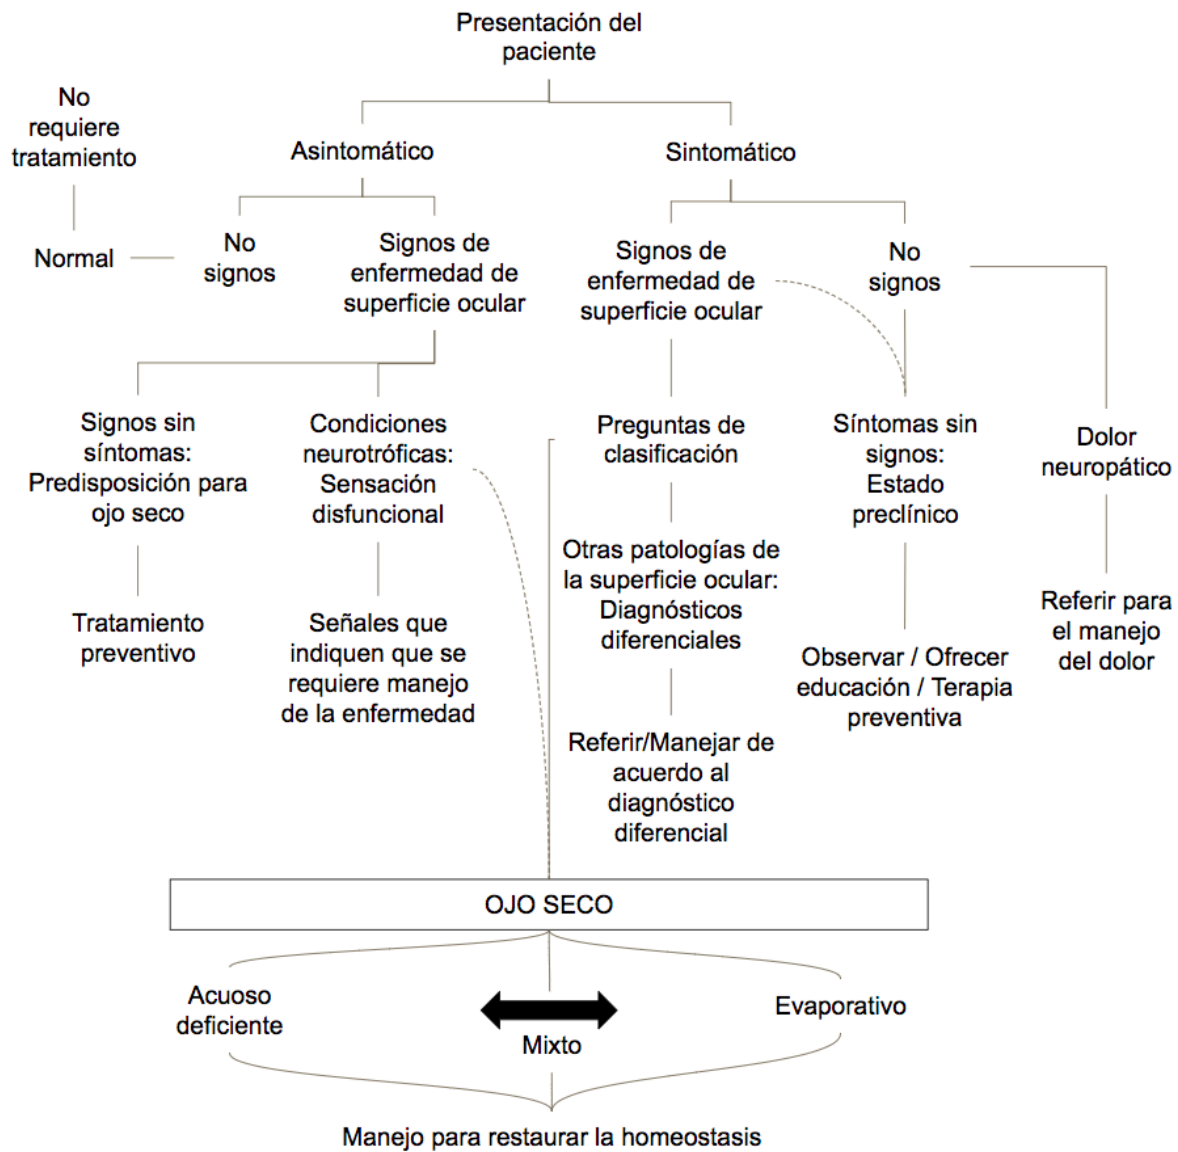 Presentación del
paciente
No
requiere
tratamiento
Asintomático
Sintomático
Normal
No
signos
Signos de
enfermedad de
superficie ocular
Signos de
enfermedad de
superficie ocular
No
signos
Signos sin
síntomas:
Predisposición para
ojo seco
Condiciones
neurotróficas:
Sensación
disfuncional
Preguntas de
clasificación
Síntomas sin
signos:
Estado
preclínico
Dolor
neuropático
Tratamiento
preventivo
Señales que
indiquen que se
requiere manejo
de la enfermedad
Otras patologías de
la superficie ocular:
Diagnósticos
diferenciales
Observar / Ofrecer
educación / Terapia
preventiva
Referir para
el manejo
del dolor
Referir/Manejar de
acuerdo al
diagnóstico
diferencial
OJO SECO
Acuoso
deficiente
Mixto
Evaporativo
Manejo para restaurar la homeostasis